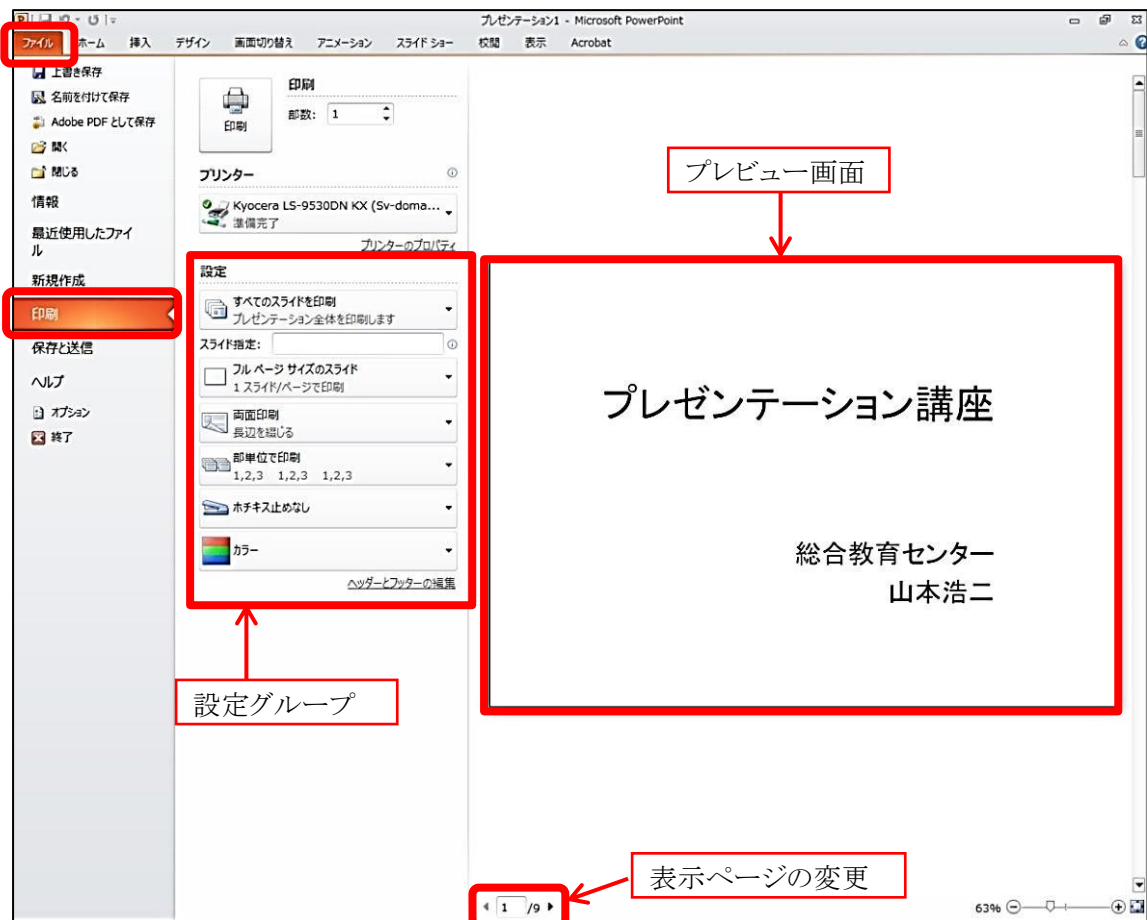 プレゼンテーション1 - Microsoft PowerPoint
ファイル ホーム 挿入 デザイン 画面切り替え アニメーション スライド ショー 校閲 表示 Acrobat
上書き保存
名前を付けて保存
Adobe PDF として保存
開く
閉じる
情報
最近使用したファイ
ル
新規作成
印刷
保存と送信
ヘルプ
オプション
終了
印刷
印刷
部数: 1
プリンター
Kyocera LS-9530DN KX (Sv-doma...
準備完了
プリンターのプロパティ
設定
すべてのスライドを印刷
プレゼンテーション全体を印刷します
スライド指定:
フル ページ サイズのスライド
1 スライド/ページで印刷
両面印刷
長辺を綴じる
部単位で印刷
1,2,3 1,2,3 1,2,3
ホチキス止めなし
カラー
ヘッダーとフッターの編集
設定グループ
プレビュー画面
プレゼンテーション講座
総合教育センター
山本浩二
表示ページの変更
1 /9
63%